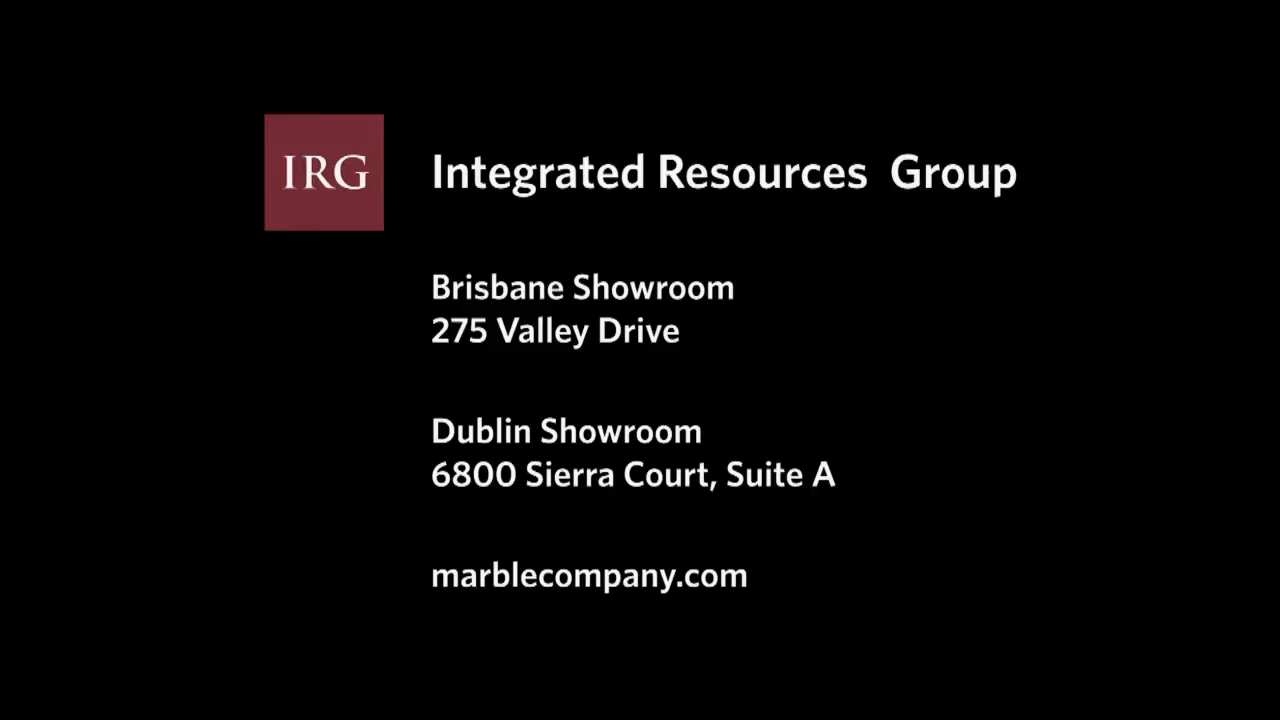 IRG
Integrated Resources Group
Brisbane Showroom
275 Valley Drive
Dublin Showroom
6800 Sierra Court, Suite A
marblecompany.com